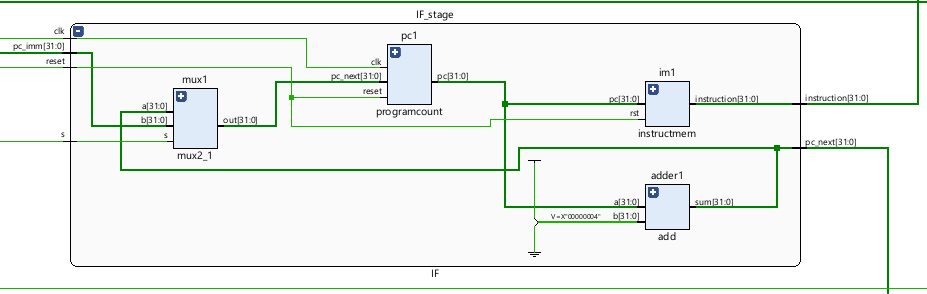 IF_stage
clk
pc_imm[31:0]
reset
s
mux1
a[31:0]
b[31:0]
s
out[31:0]
mux2_1
pc1
clk
pc_next[31:0]
reset
pc[31:0]
programcount
im1
pc[31:0]
rst
instruction[31:0]
instructmem
instruction[31:0]
pc_next[31:0]
adder1
a[31:0]
V=X"00000004"
b[31:0]
sum[31:0]
add
IF